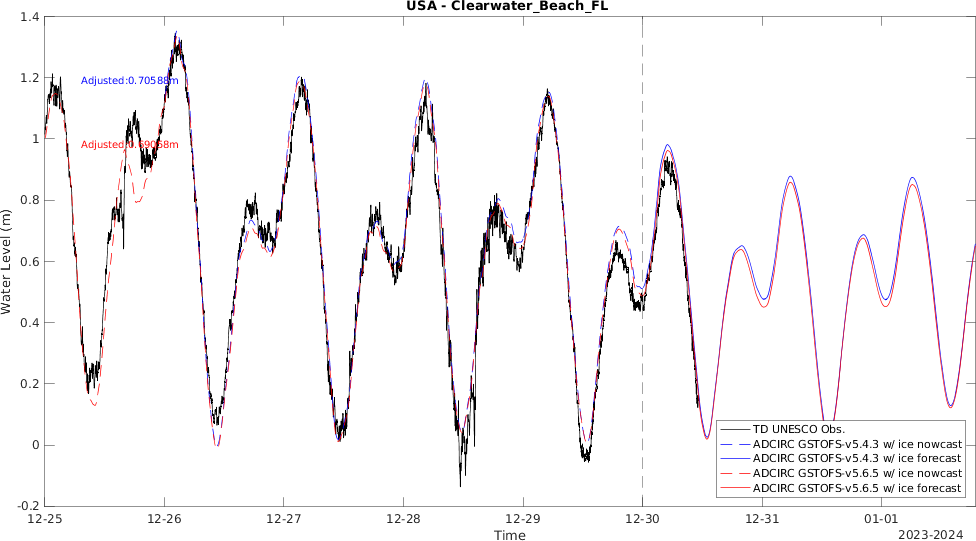 USA - Clearwater_Beach_FL
1.4
1.2
1
0.8
0.6
0.4
0.2
0
-0.2
Water Level (m)
Adjusted:0.70588m
Adjusted:0.69058m
TD UNESCO Obs.
ADCIRC GSTOFS-v5.4.3 w/ ice nowcast
ADCIRC GSTOFS-v5.4.3 w/ ice forecast
ADCIRC GSTOFS-v5.6.5 w/ ice nowcast
ADCIRC GSTOFS-v5.6.5 w/ ice forecast
12-25 12-26 12-27 12-28 12-29 12-30 12-31 01-01
Time
2023-2024